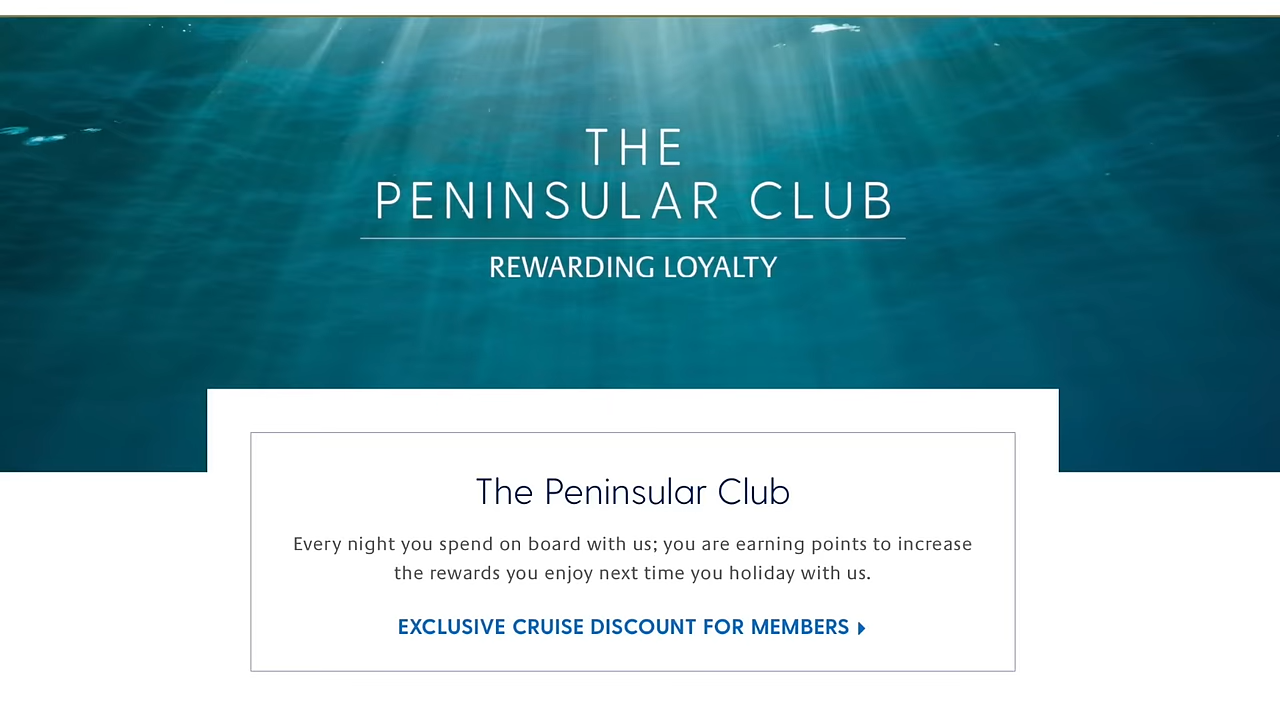 THE
PENINSULAR CLUB
REWARDING LOYALTY
The Peninsular Club
Every night you spend on board with us; you are earning points to increase
the rewards you enjoy next time you holiday with us.
EXCLUSIVE CRUISE DISCOUNT FOR MEMBERS